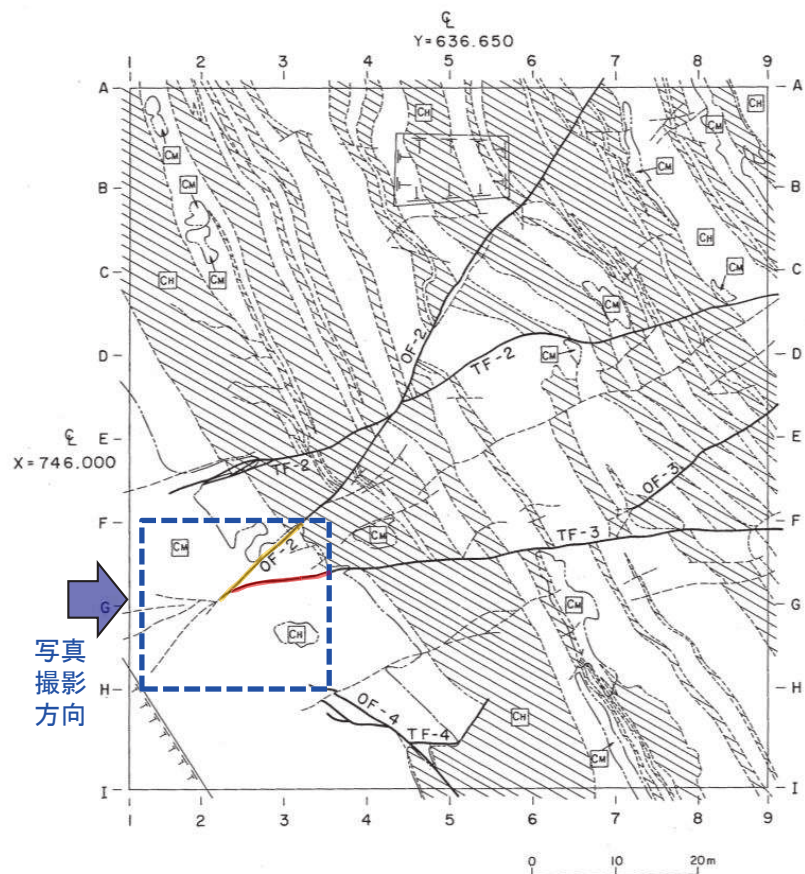 ℄
Y=636.650
1 2 3 4 5 6 7 8 9
A A
CH
CH
CM
CM
CM
B B
CM
CH
C C
CM
CH
CM
CM
OF-2
TF-2
D D
CM
E E
℄
X=746.000
TF-2
OF-3
F F
CM
CM
TF-3
OF-2
G G
CM
写真
撮影
方向
CH
H H
OF-4
TF-4
CH
CM
I I
1 2 3 4 5 6 7 8 9
0 10 20m